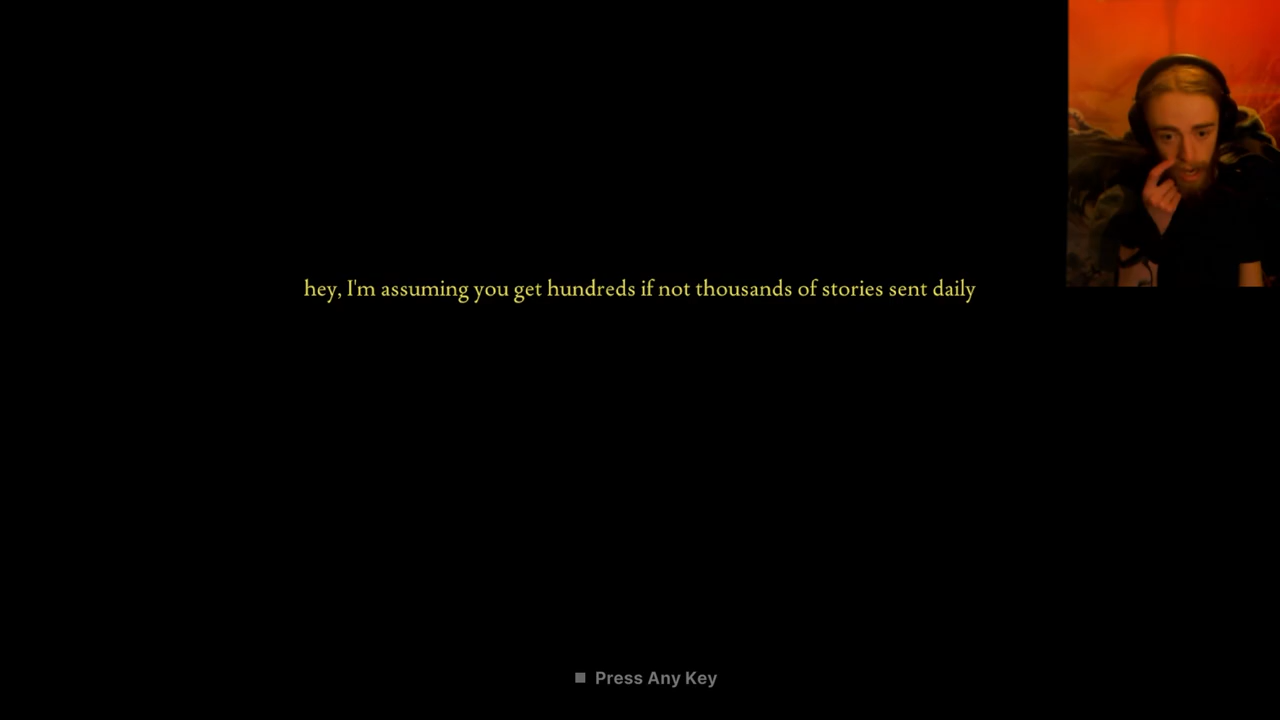 hey, I'm assuming you get hundreds if not thousands of stories sent daily
Press Any Key